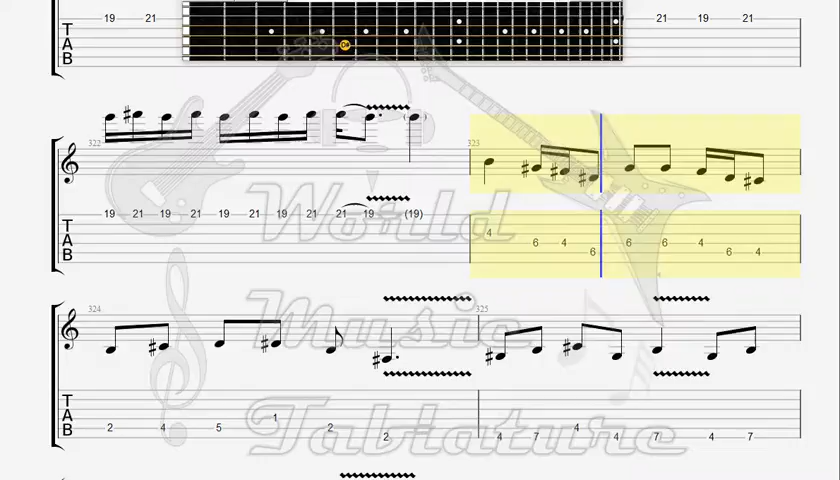 19 21 21 19 21
T
A
B
D#
322
323
19 21 19 21 19 21 19 21 21 19 (19)
T
A
B
4 6 4 6 6 6 4 6 4
World
324
325
Music
T
A
B
2 4 5 1 2 2 4 7 4 4 7 4 7
Tablature